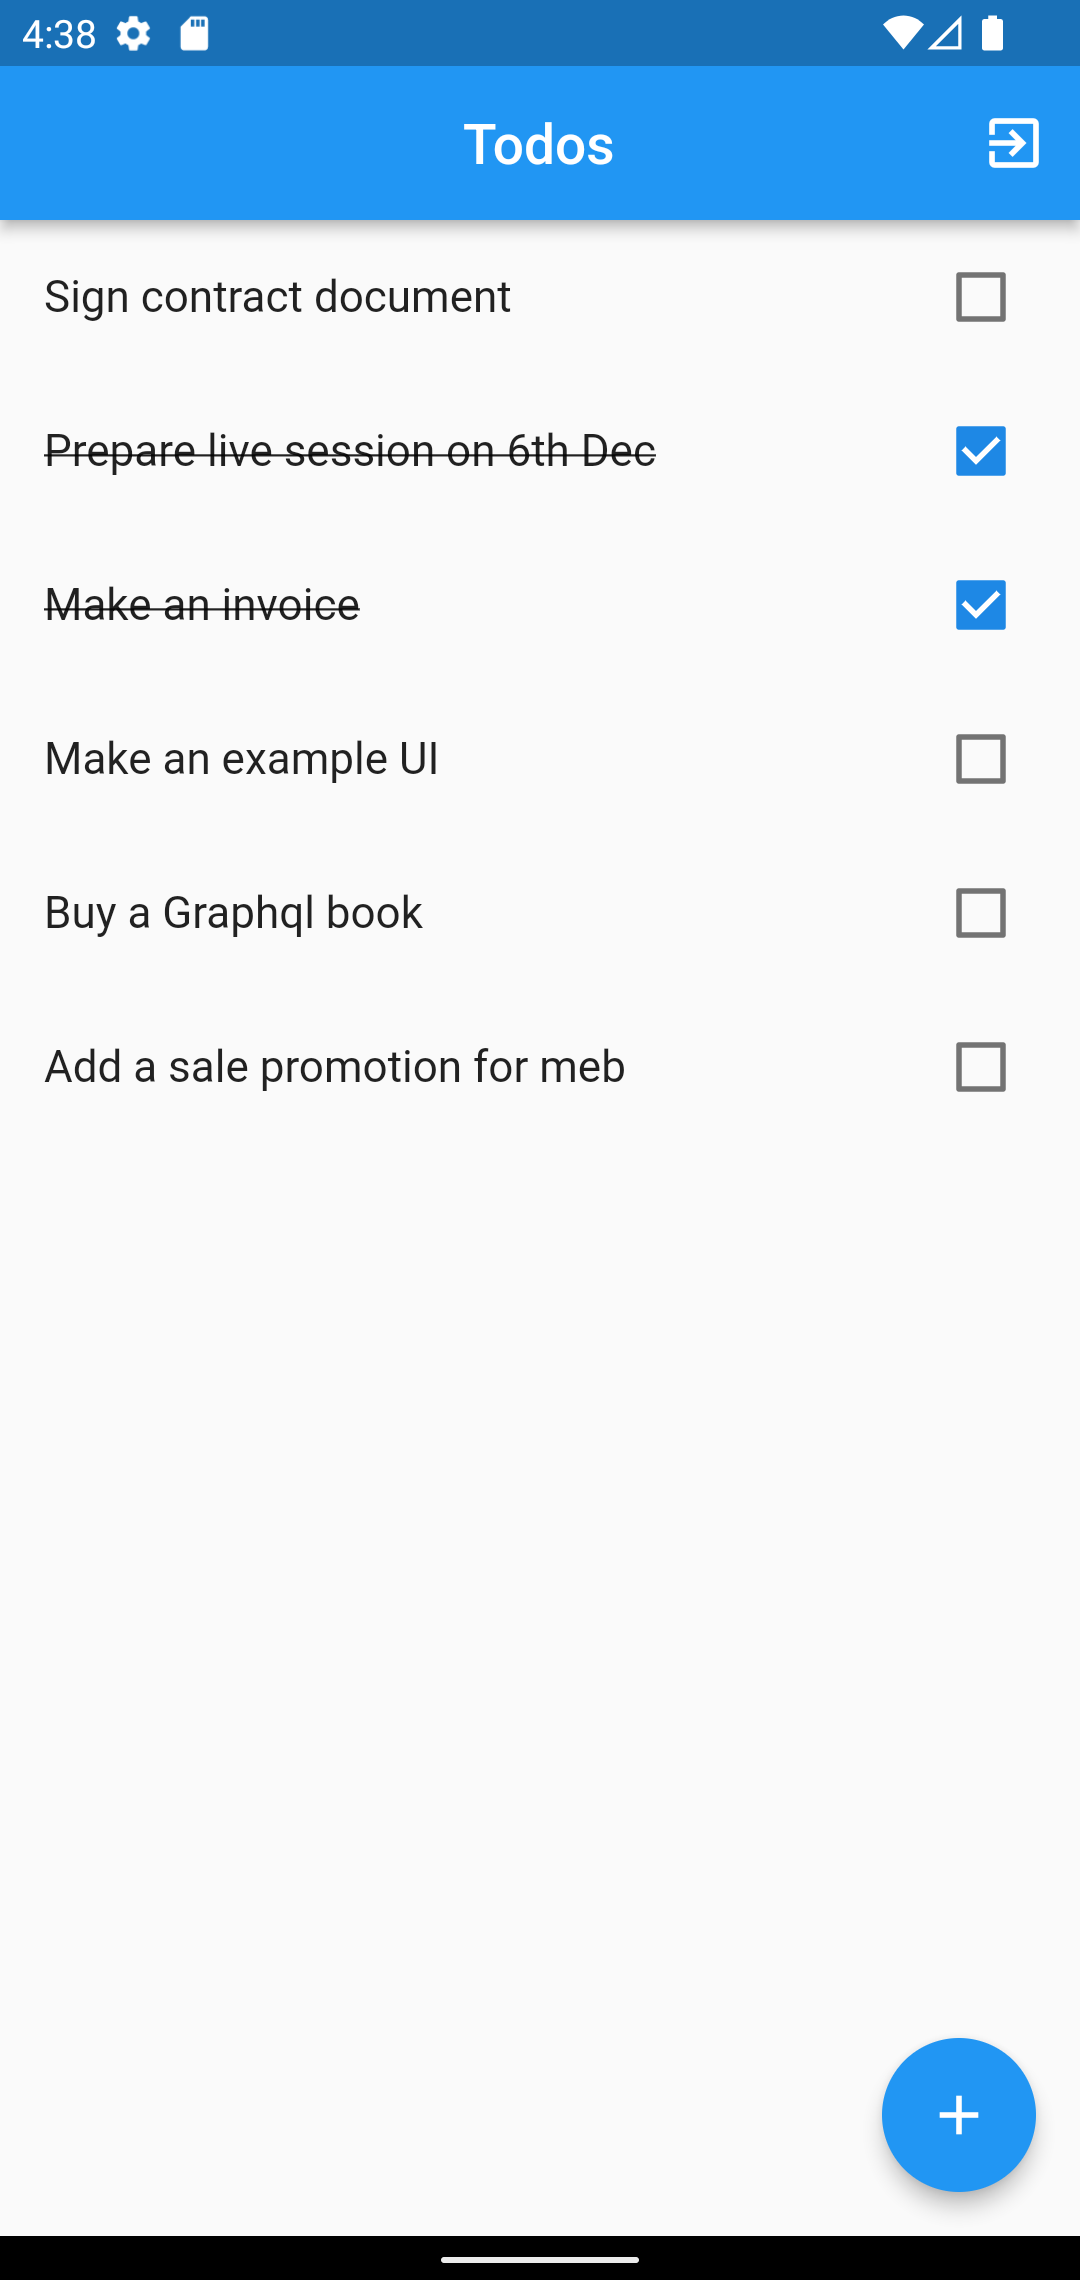 4:38
Todos
Sign contract document
Prepare live session on 6th Dec
Make an invoice
Make an example UI
Buy a Graphql book
Add a sale promotion for meb